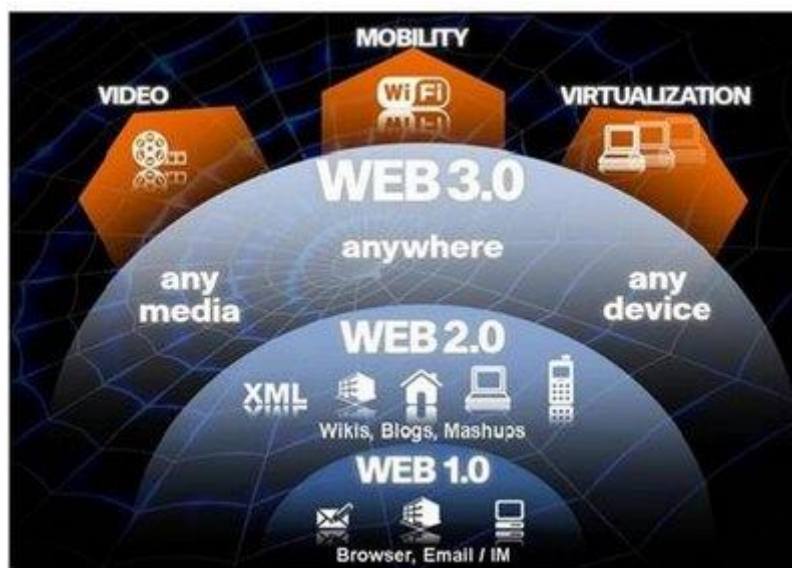 MOBILITY
VIDEO
WiFi
VIRTUALIZATION
WEB 3.0
anywhere
any
media
any
device
WEB 2.0
XML
Wikis, Blogs, Mashups
WEB 1.0
Browser, Email / IM